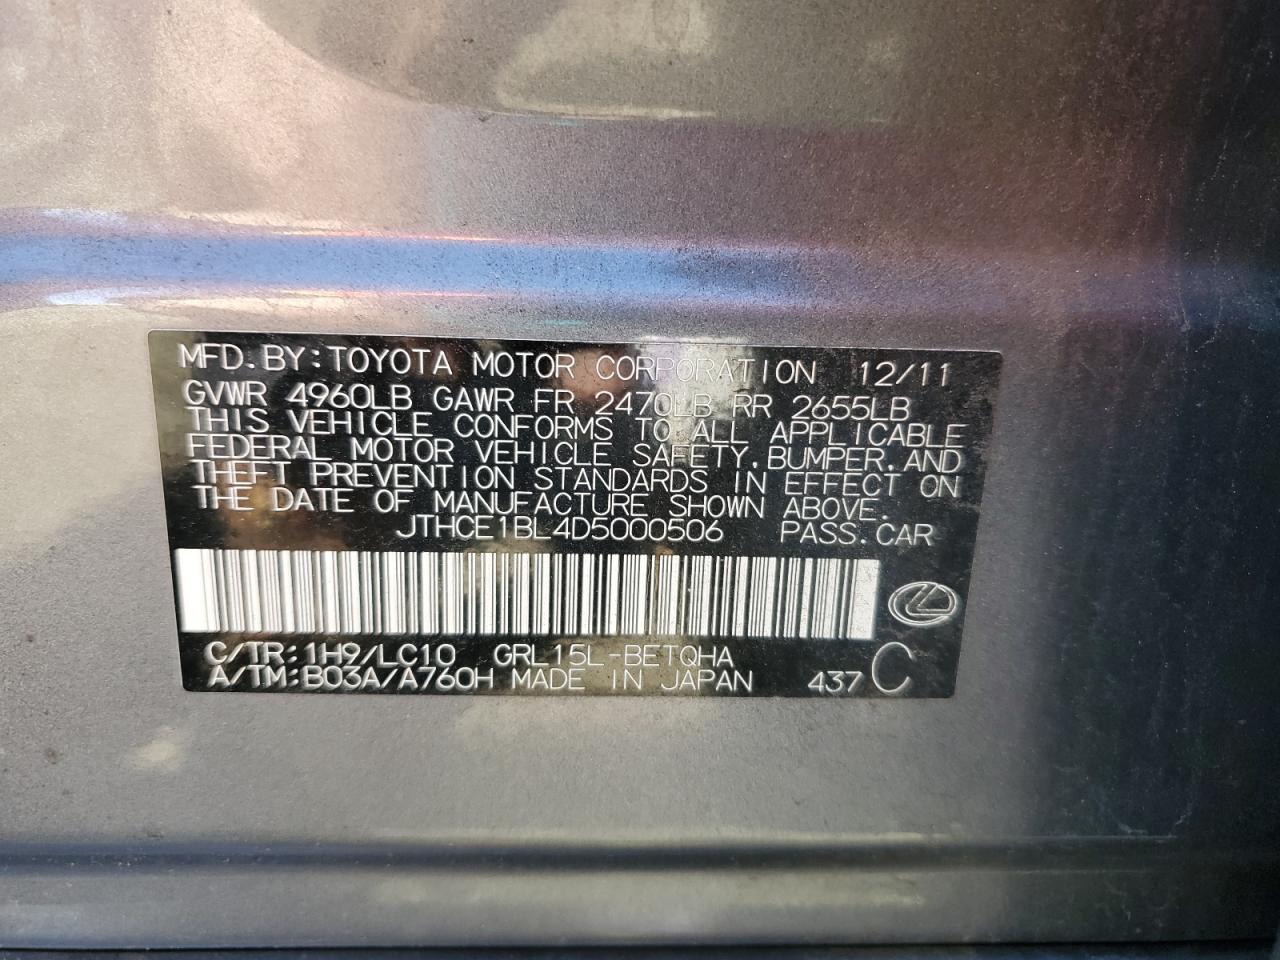 MFD. BY: TOYOTA MOTOR CORPORATION 12/11
GVWR 4960LB GAWR FR 2470LB RR 2655LB
THIS VEHICLE CONFORMS TO ALL APPLICABLE
FEDERAL MOTOR VEHICLE SAFETY, BUMPER, AND
THEFT PREVENTION STANDARDS IN EFFECT ON
THE DATE OF MANUFACTURE SHOWN ABOVE.
JTHCE1BL4D5000506 PASS. CAR
C/TR: 1H9/LC10 GRL15L-BETQHA
A/TM: B03A/A760H MADE IN JAPAN 437 C